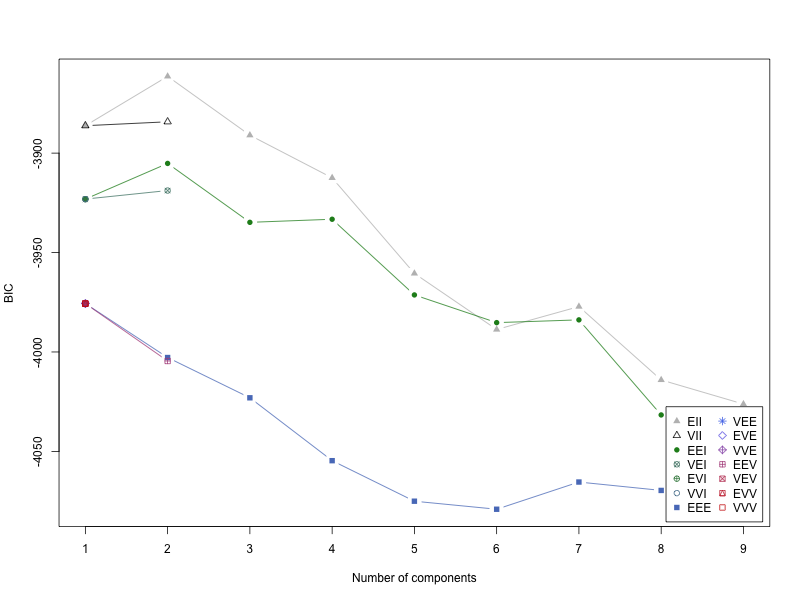 BIC
-3900
-3950
-4000
-4050
1 2 3 4 5 6 7 8 9
Number of components
EII VEE
VII EVE
EEI VVE
VEI EEV
EVI VEV
VVI EVV
EEE VVV